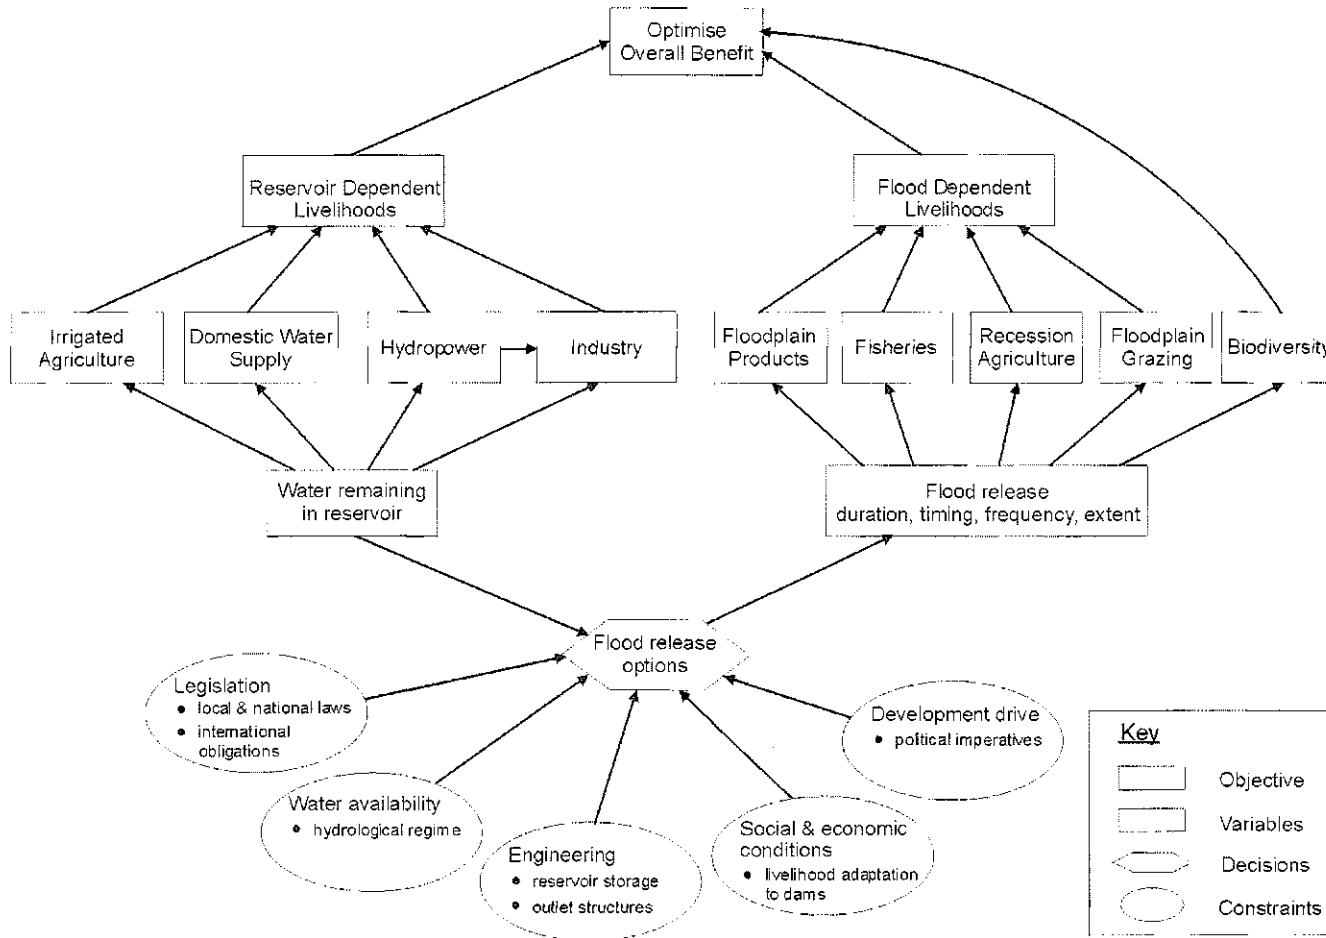 Optimise
Overall Benefit
Reservoir Dependent
Livelihoods
Flood Dependent
Livelihoods
Irrigated
Agriculture
Domestic Water
Supply
Hydropower
Industry
Floodplain
Products
Fisheries
Recession
Agriculture
Floodplain
Grazing
Biodiversity
Water remaining
in reservoir
Flood release
duration, timing, frequency, extent
Flood release
options
Legislation
• local & national laws
• international
obligations
Water availability
• hydrological regime
Engineering
• reservoir storage
• outlet structures
Social & economic
conditions
• livelihood adaptation
to dams
Development drive
• political imperatives
Key
Objective
Variables
Decisions
Constraints